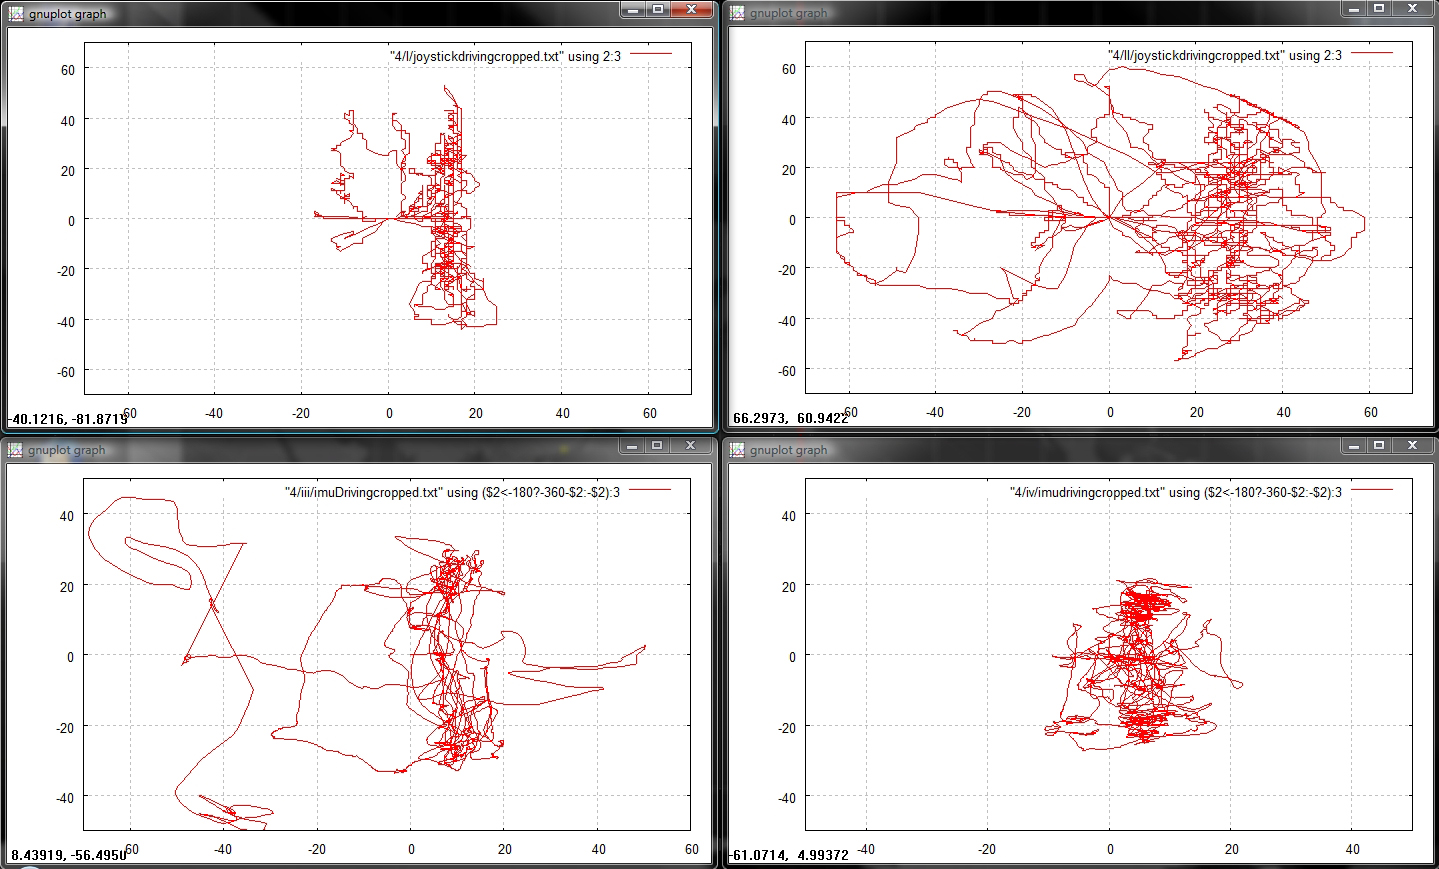 gnuplot graph
"4/I/joystickdrivingcropped.txt" using 2:3
60
40
20
0
-20
-40
-60
0 20 40 60
-40.1216, -81.8719
gnuplot graph
"4/II/joystickdrivingcropped.txt" using 2:3
60
40
20
0
-20
-40
-60
-40 -20 0 20 40 60
66.2973, 60.9422
gnuplot graph
"4/iii/imuDrivingcropped.txt" using ($2<-180?-360-$2:-$2):3
40
20
0
-20
-40
-40 -20 0 20 40 60
8.43919, -56.4950
gnuplot graph
"4/iv/imudrivingcropped.txt" using ($2<-180?-360-$2:-$2):3
40
20
0
-20
-40
-40 -20 0 20 40
-61.0714, 4.99372